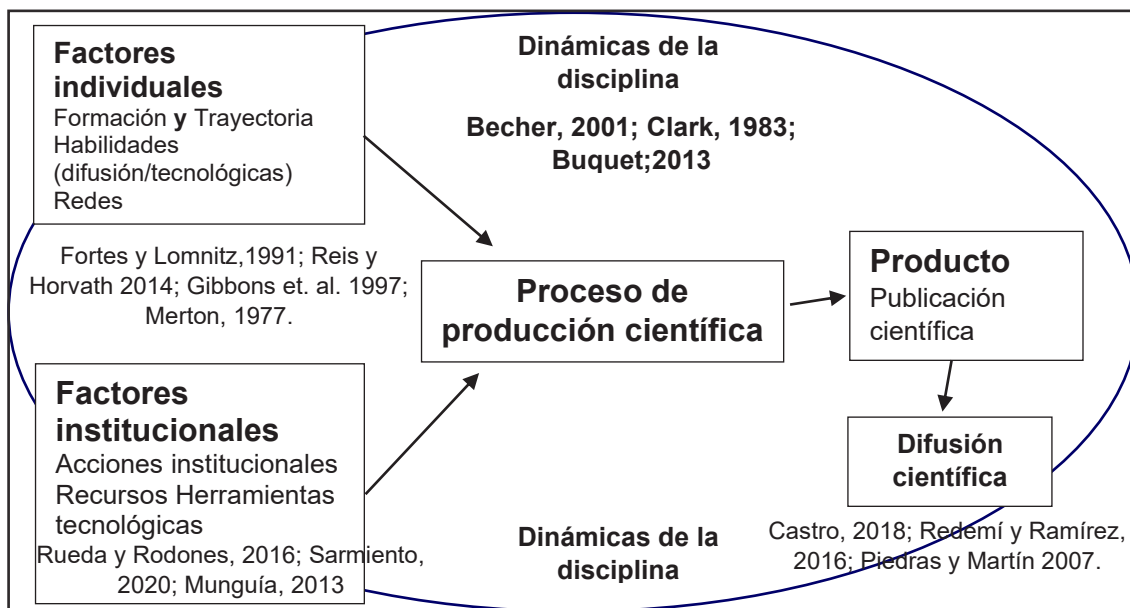 Factores
individuales
Formación y Trayectoria
Habilidades
(difusión/tecnológicas)
Redes
Fortes y Lomnitz,1991; Reis y
Horvath 2014; Gibbons et. al. 1997;
Merton, 1977.
Dinámicas de la
disciplina
Becher, 2001; Clark, 1983;
Buquet;2013
Proceso de
producción científica
Producto
Publicación
científica
Factores
institucionales
Acciones institucionales
Recursos Herramientas
tecnológicas
Rueda y Rodones, 2016; Sarmiento,
2020; Munguía, 2013
Dinámicas de la
disciplina
Difusión
científica
Castro, 2018; Redemí y Ramírez,
2016; Piedras y Martín 2007.